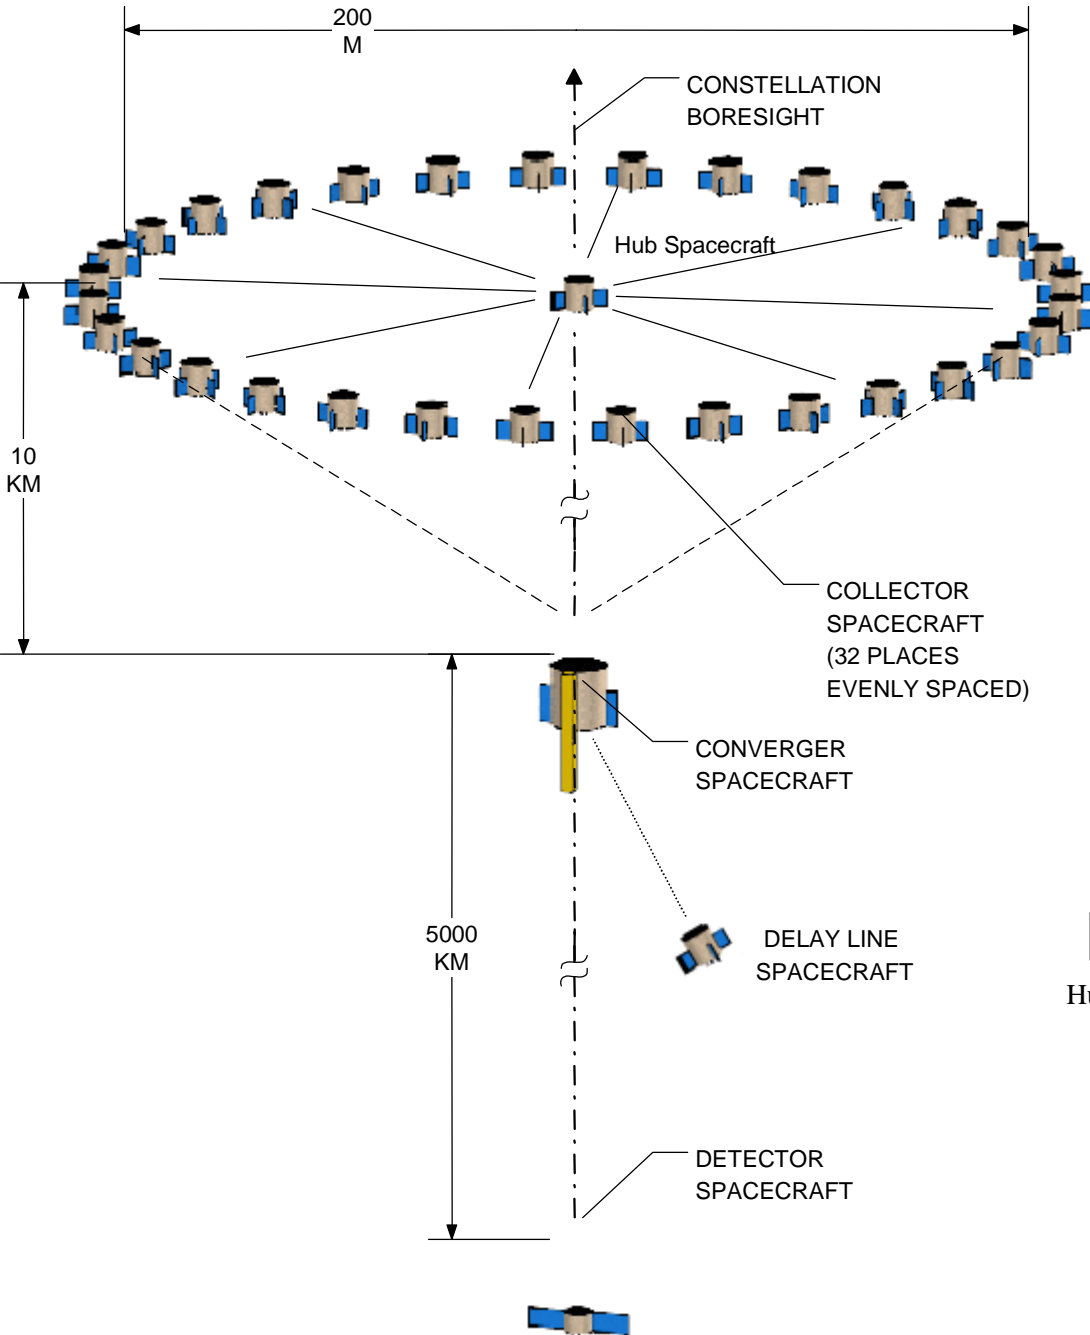 200
M
CONSTELLATION
BORESIGHT
Hub Spacecraft
10
KM
COLLECTOR
SPACECRAFT
(32 PLACES
EVENLY SPACED)
CONVERGER
SPACECRAFT
5000
KM
DELAY LINE
SPACECRAFT
DETECTOR
SPACECRAFT